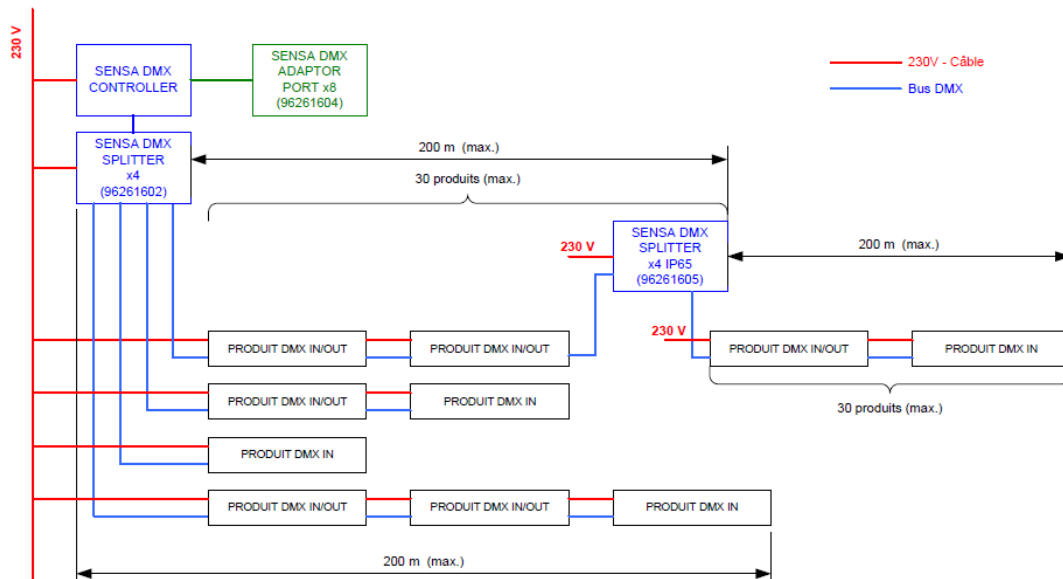 230 V
SENSA DMX
CONTROLLER
SENSA DMX
ADAPTOR
PORT x8
(96261604)
230V - Câble
Bus DMX
SENSA DMX
SPLITTER
x4
(96261602)
200 m (max.)
30 produits (max.)
SENSA DMX
SPLITTER
x4 IP65
(96261605)
230 V
200 m (max.)
230 V
PRODUIT DMX IN/OUT
PRODUIT DMX IN/OUT
PRODUIT DMX IN/OUT
PRODUIT DMX IN
PRODUIT DMX IN/OUT
PRODUIT DMX IN
30 produits (max.)
PRODUIT DMX IN
PRODUIT DMX IN/OUT
PRODUIT DMX IN/OUT
PRODUIT DMX IN
200 m (max.)